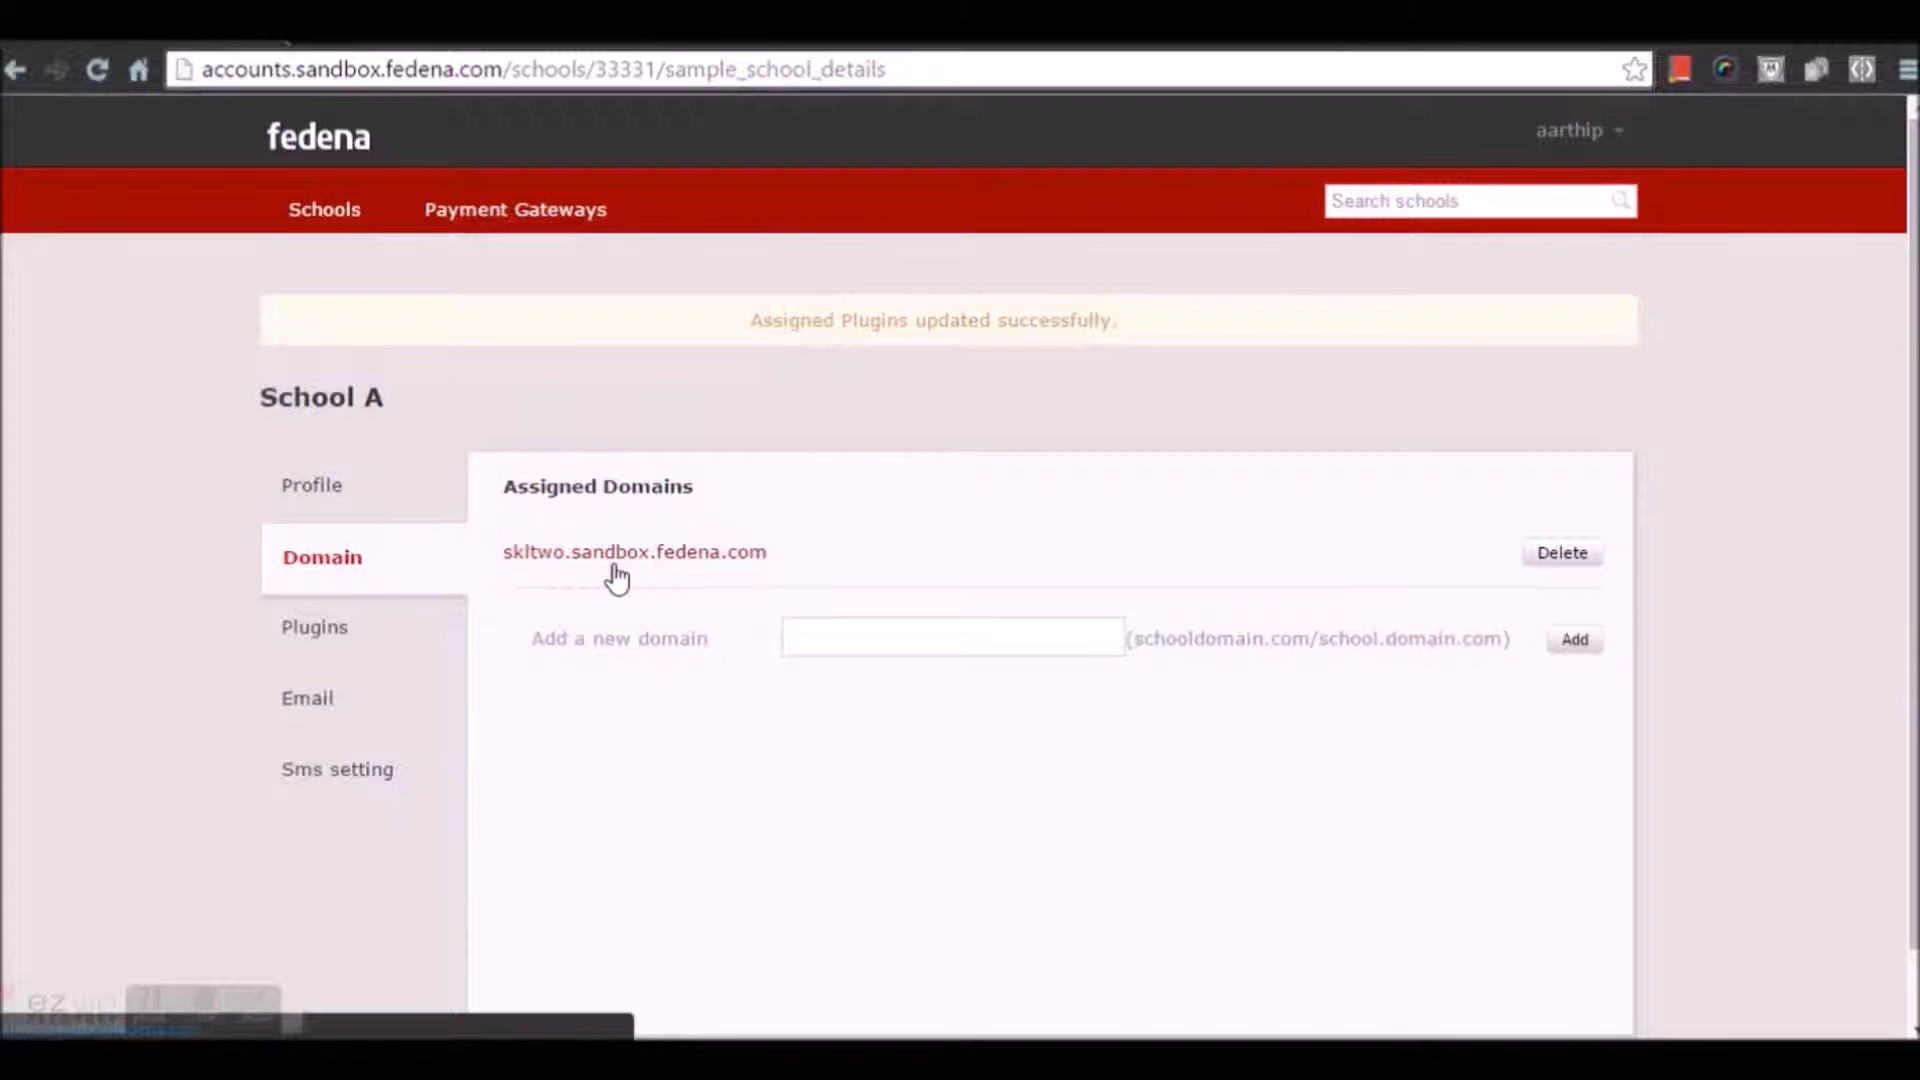 accounts.sandbox.fedena.com/schools/33331/sample_school_details
fedena
aarthip
Schools
Payment Gateways
Search schools
Assigned Plugins updated successfully.
School A
Profile
Assigned Domains
Domain
skltwo.sandbox.fedena.com
Delete
Plugins
Add a new domain
(schooldomain.com/school.domain.com)
Add
Email
Sms setting